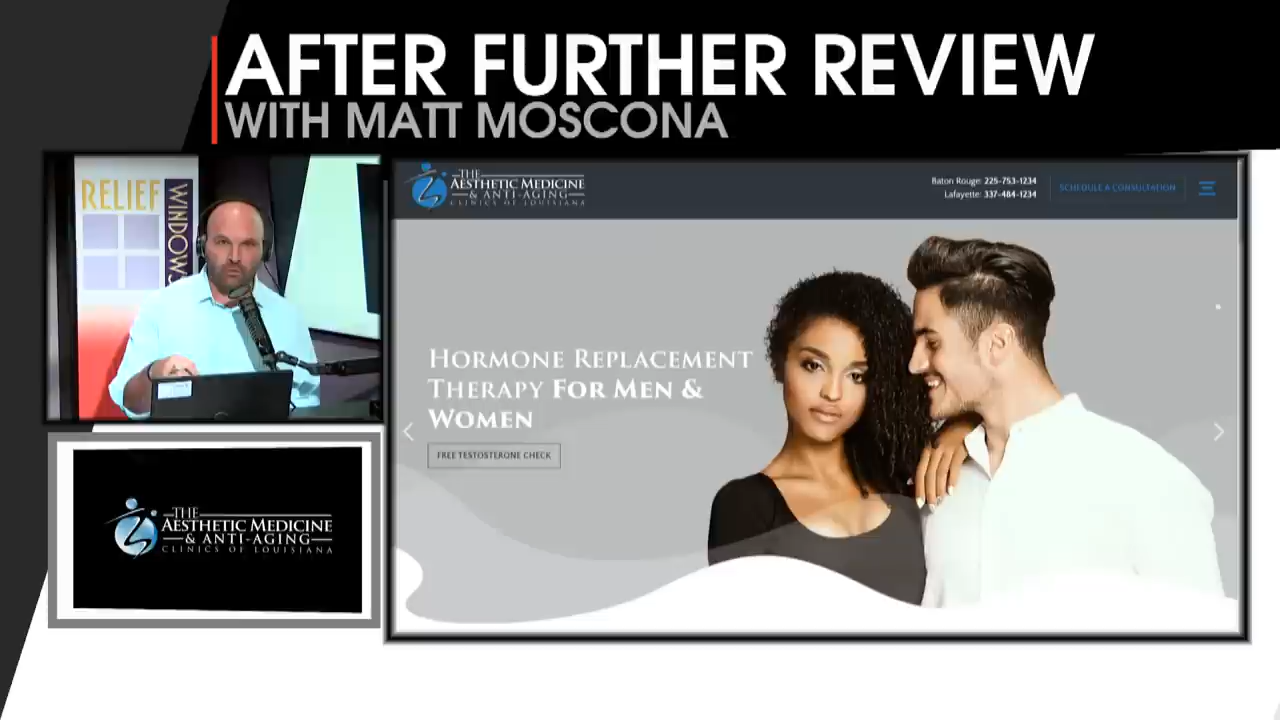 AFTER FURTHER REVIEW
WITH MATT MOSCONA
RELIEF
WINDOWS
THE
AESTHETIC MEDICINE
& ANTI-AGING
CLINICS OF LOUISIANA
Baton Rouge: 225-753-1234
Lafayette: 337-484-1234
SCHEDULE A CONSULTATION
HORMONE REPLACEMENT
THERAPY FOR MEN &
WOMEN
FREE TESTOSTERONE CHECK
THE
AESTHETIC MEDICINE
& ANTI-AGING
CLINICS OF LOUISIANA